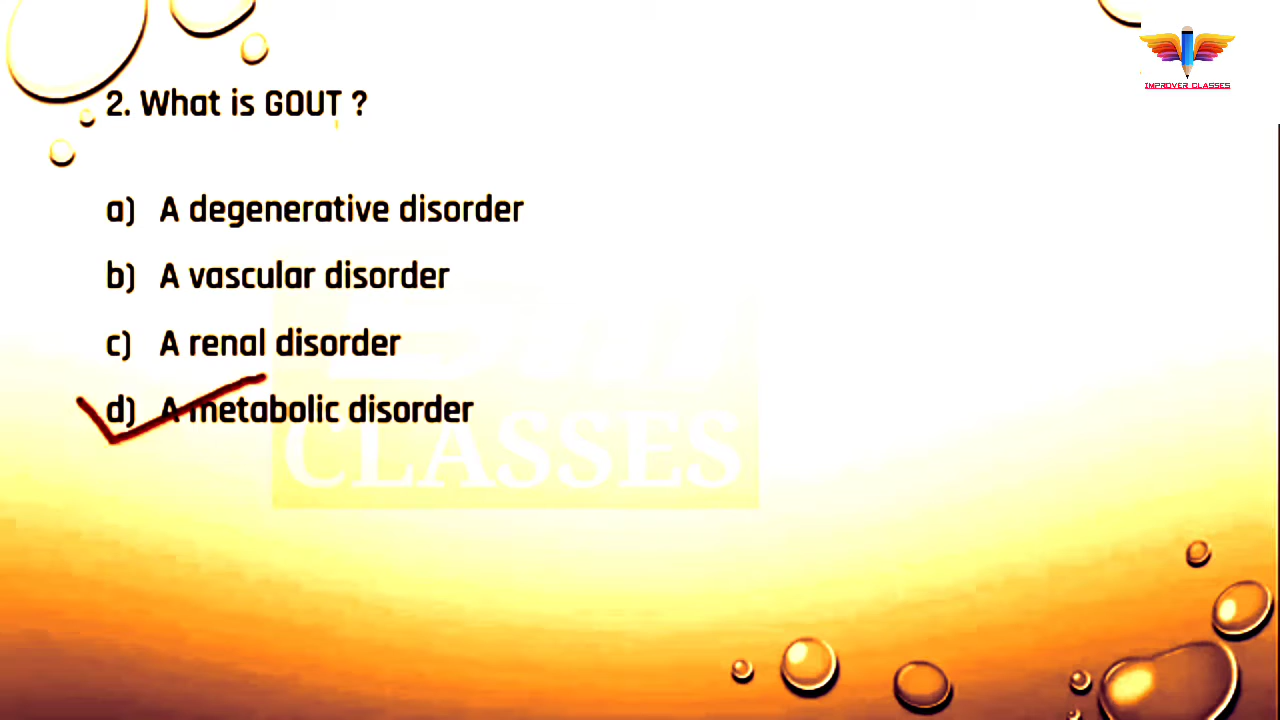 IMPROVER CLASSES
2. What is GOUT ?
a) A degenerative disorder
b) A vascular disorder
c) A renal disorder
d) A metabolic disorder
CLASSES